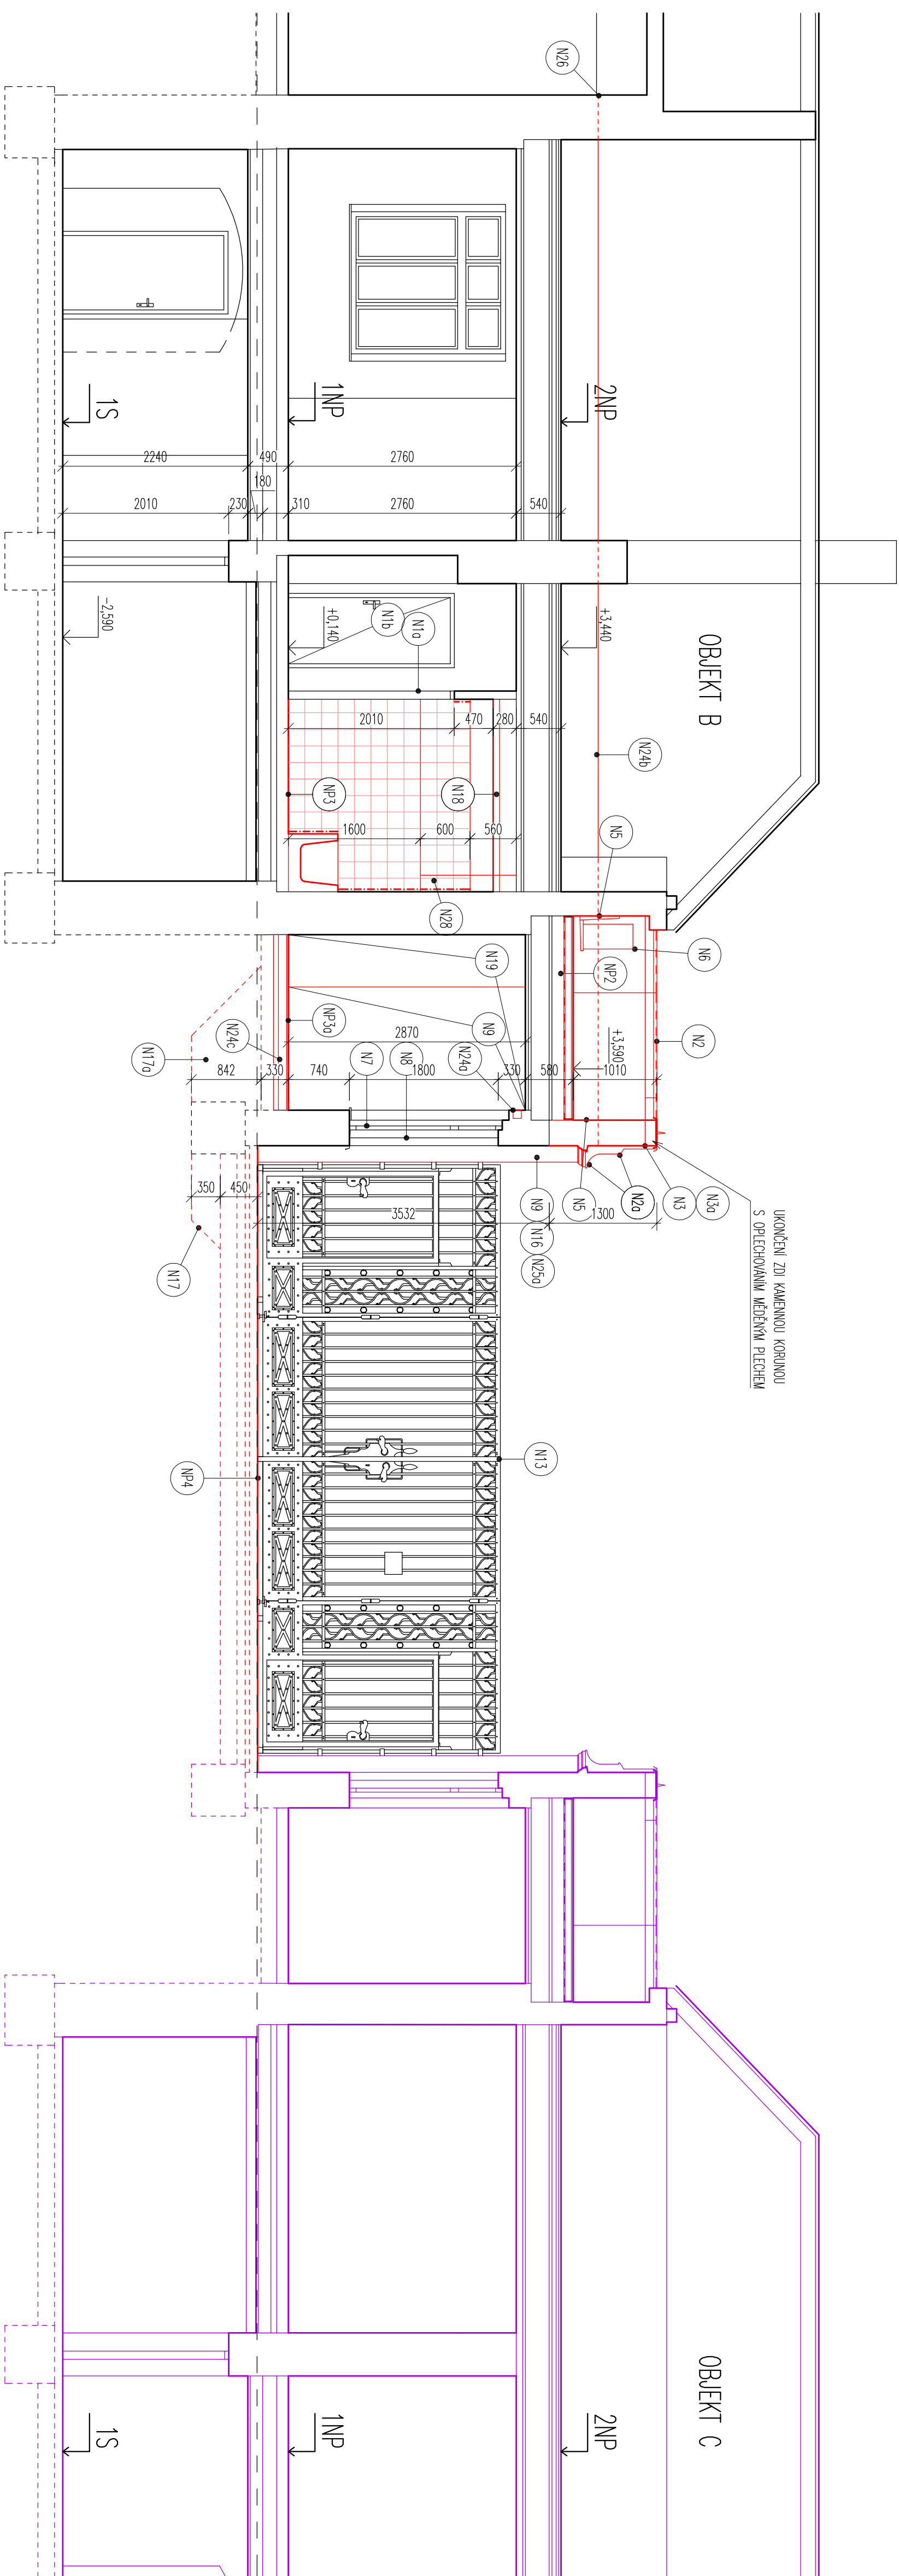 N26
OBJEKT B
2NP
1NP
1S
2240
490
2760
180
2010
230
310
2760
540
-2,590
+0,140
+3,440
N1b
N1a
N24b
2010
470
280
540
NP3
N18
1600
600
560
N5
N28
N6
N19
NP2
N2
N9
NP3a
2870
N24c
N17a
N7
N8
N24a
+3,590
842
330
740
1800
330
580
1010
N3a
N3
N2a
N5
N9
N16
N25a
350
450
3532
1300
N17
UKONČENÍ ZDI KAMENNOU KORUNOU
S OPLECHOVÁNÍM MĚDĚNÝM PLECHEM
N13
NP4
OBJEKT C
2NP
1NP
1S